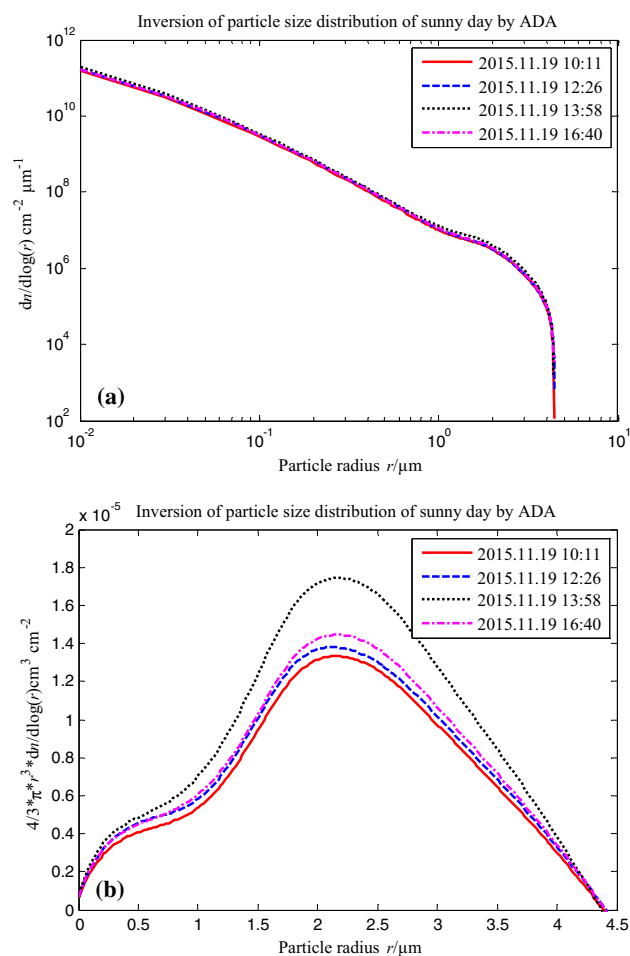 (a)
Inversion of particle size distribution of sunny day by ADA
10^12
10^10
10^8
10^6
10^4
10^2
dn/dlog(r) cm^-2 μm^-1
2015.11.19 10:11
2015.11.19 12:26
2015.11.19 13:58
2015.11.19 16:40
10^-2 10^-1 10^0 10^1
Particle radius r/μm
x 10^-5 Inversion of particle size distribution of sunny day by ADA
2
1.8
1.6
1.4
1.2
1
0.8
0.6
0.4
0.2
0
4/3*π*r^3*dn/dlog(r)cm^3 cm^-2
2015.11.19 10:11
2015.11.19 12:26
2015.11.19 13:58
2015.11.19 16:40
(b)
0 0.5 1 1.5 2 2.5 3 3.5 4 4.5
Particle radius r/μm